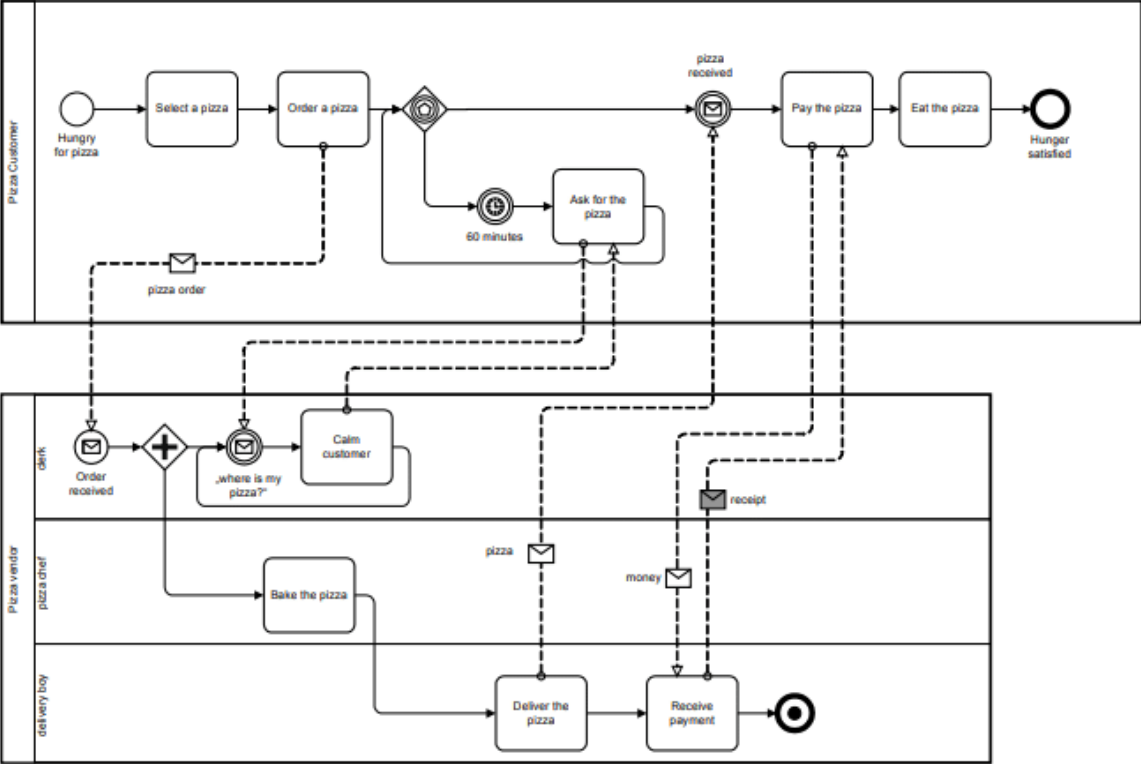 Pizza Customer
pizza
received
Select a pizza
Order a pizza
Pay the pizza
Eat the pizza
Hungry
for pizza
Hunger
satisfied
Ask for the
pizza
60 minutes
pizza order
Pizza vendor
clerk
Calm
customer
Order
received
„where is my
pizza?“
receipt
pizza chef
pizza
money
Bake the pizza
delivery boy
Deliver the
pizza
Receive
payment